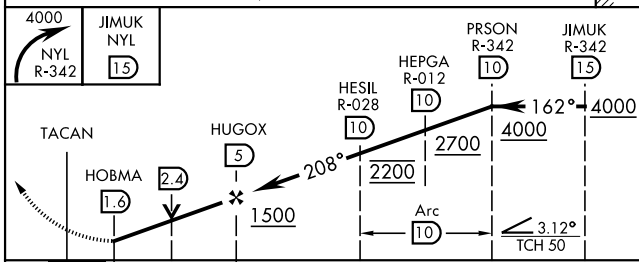 4000
NYL
R-342
JIMUK
NYL
15
TACAN
HOBMA
1.6
2.4
HUGOX
5
1500
208°
HESIL
R-028
10
2200
HEPGA
R-012
10
2700
PRSON
R-342
10
4000
162°
JIMUK
R-342
15
4000
Arc
10
3.12°
TCH 50